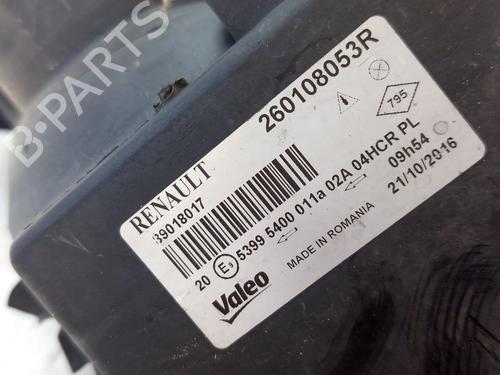 RENAULT 260108053R
89018017
795
20 E9 5399 5400 011a 02A 04HCR PL
09h54
Valeo MADE IN ROMANIA 21/10/2016
B-PARTS